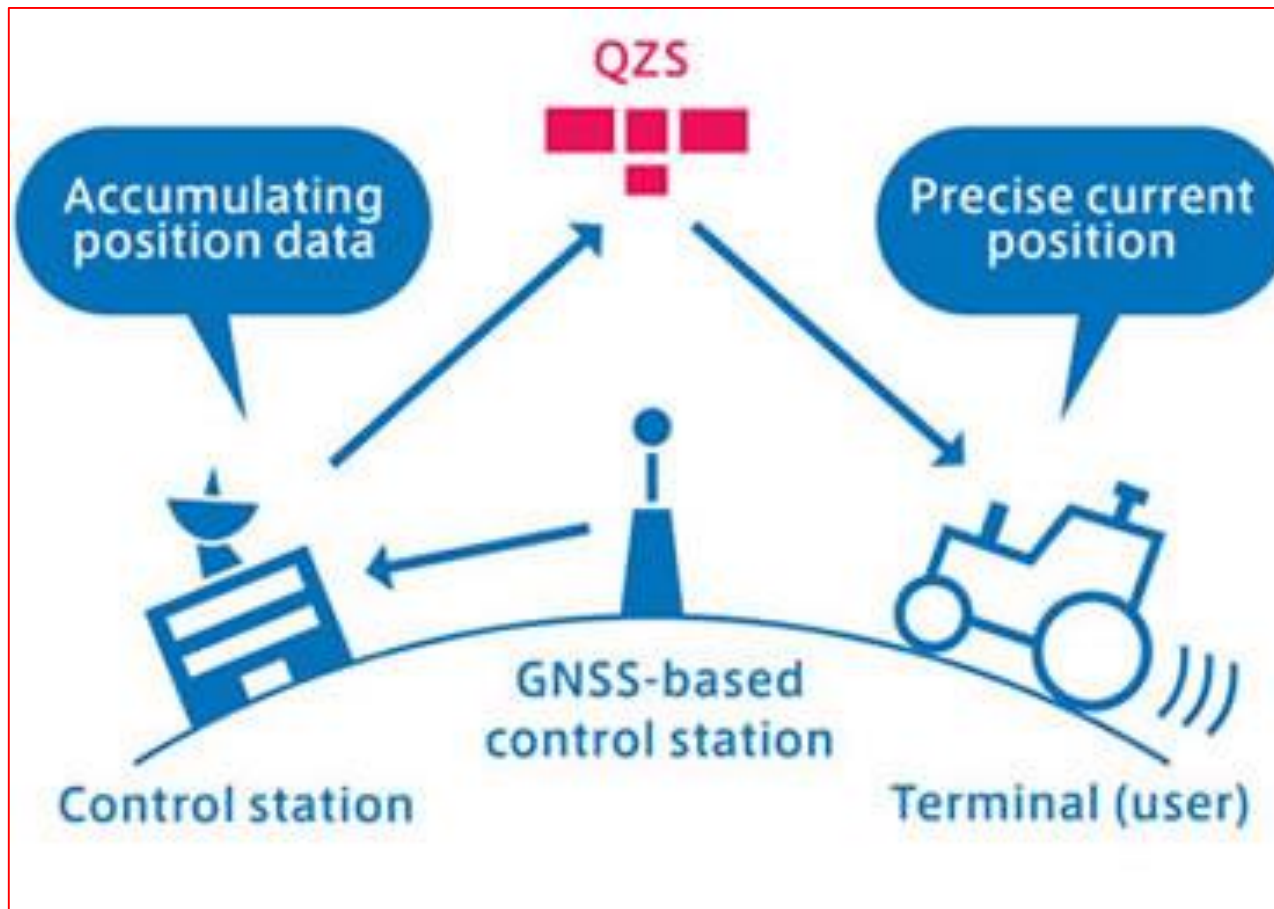 QZS
Accumulating
position data
Precise current
position
GNSS-based
control station
Control station
Terminal (user)